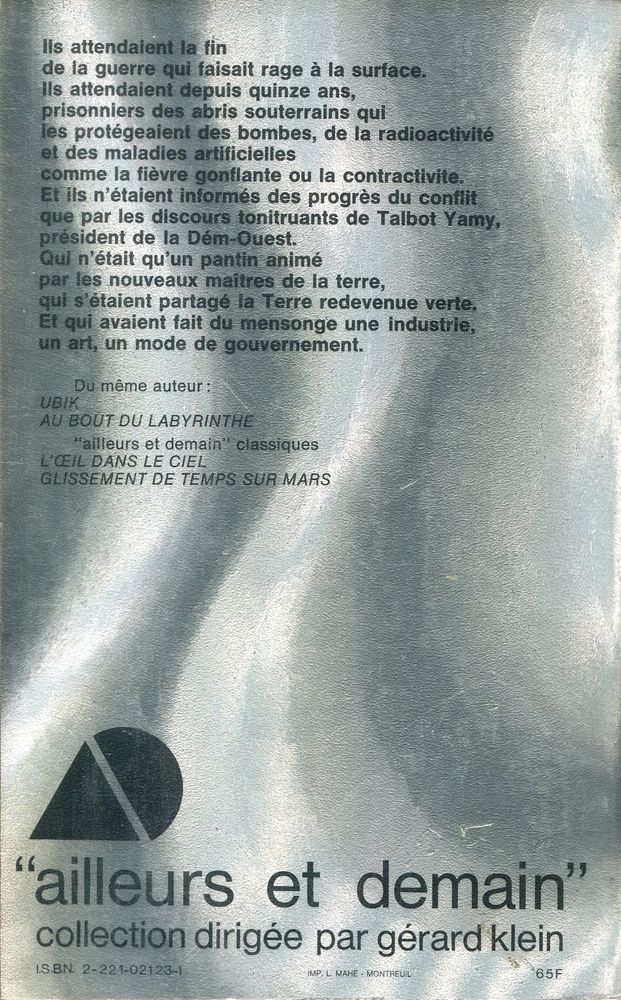 Ils attendaient la fin
de la guerre qui faisait rage à la surface.
Ils attendaient depuis quinze ans,
prisonniers des abris souterrains qui
les protégeaient des bombes, de la radioactivité
et des maladies artificielles
comme la fièvre gonflante ou la contractivite.
Et ils n'étaient informés des progrès du conflit
que par les discours tonitruants de Talbot Yamy,
président de la Dém-Ouest.
Qui n'était qu'un pantin animé
par les nouveaux maîtres de la terre,
qui s'étaient partagé la Terre redevenue verte.
Et qui avaient fait du mensonge une industrie,
un art, un mode de gouvernement.
Du même auteur :
UBIK
AU BOUT DU LABYRINTHE
"ailleurs et demain" classiques
L'ŒIL DANS LE CIEL
GLISSEMENT DE TEMPS SUR MARS
"ailleurs et demain"
collection dirigée par gérard klein
I.S.B.N. 2-221-02123-1 IMP. L. MAHÉ - MONTREUIL 65F